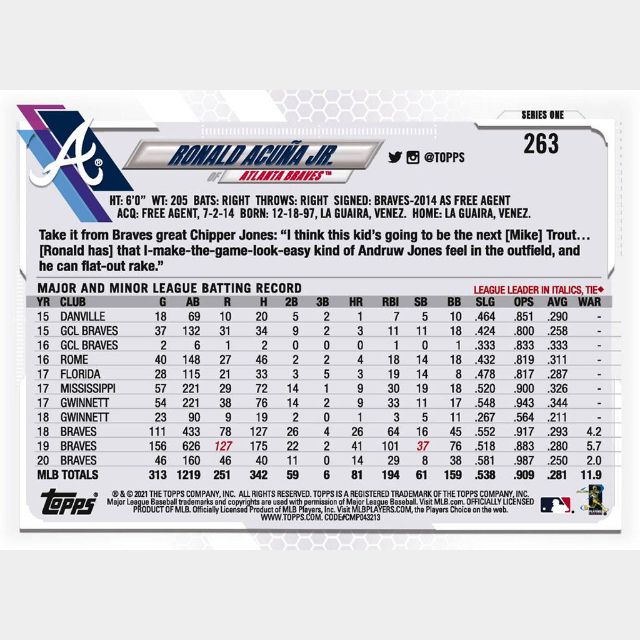 SERIES ONE
263
A ®
RONALD ACUÑA JR.
OF ATLANTA BRAVES™
@TOPPS
HT: 6'0" WT: 205 BATS: RIGHT THROWS: RIGHT SIGNED: BRAVES-2014 AS FREE AGENT
ACQ: FREE AGENT, 7-2-14 BORN: 12-18-97, LA GUAIRA, VENEZ. HOME: LA GUAIRA, VENEZ.
Take it from Braves great Chipper Jones: “I think this kid's going to be the next [Mike] Trout…
[Ronald has] that I-make-the-game-look-easy kind of Andruw Jones feel in the outfield, and
he can flat-out rake.”
MAJOR AND MINOR LEAGUE BATTING RECORD LEAGUE LEADER IN ITALICS, TIE◆
YR CLUB G AB R H 2B 3B HR RBI SB BB SLG OPS AVG WAR
15 DANVILLE 18 69 10 20 5 2 1 7 5 10 .464 .851 .290 -
15 GCL BRAVES 37 132 31 34 9 2 3 11 11 18 .424 .800 .258 -
16 GCL BRAVES 2 6 1 2 0 0 0 1 0 1 .333 .833 .333 -
16 ROME 40 148 27 46 2 2 4 18 14 18 .432 .819 .311 -
17 FLORIDA 28 115 21 33 3 5 3 19 14 8 .478 .817 .287 -
17 MISSISSIPPI 57 221 29 72 14 1 9 30 19 18 .520 .900 .326 -
17 GWINNETT 54 221 38 76 14 2 9 33 11 17 .548 .943 .344 -
18 GWINNETT 23 90 9 19 2 0 1 3 5 11 .267 .564 .211 -
18 BRAVES 111 433 78 127 26 4 26 64 16 45 .552 .917 .293 4.2
19 BRAVES 156 626 127 175 22 2 41 101 37 76 .518 .883 .280 5.7
20 BRAVES 46 160 46 40 11 0 14 29 8 38 .581 .987 .250 2.0
MLB TOTALS 313 1219 251 342 59 6 81 194 61 159 .538 .909 .281 11.9
topps
® & © 2021 THE TOPPS COMPANY, INC. ALL RIGHTS RESERVED. TOPPS IS A REGISTERED TRADEMARK OF THE TOPPS COMPANY, INC.
Major League Baseball trademarks and copyrights are used with permission of Major League Baseball. Visit MLB.com. OFFICIALLY LICENSED
PRODUCT OF MLB. Officially Licensed Product of MLB Players, Inc. Visit MLBPLAYERS.com, the Players Choice on the web.
WWW.TOPPS.COM. CODE#CMP043213